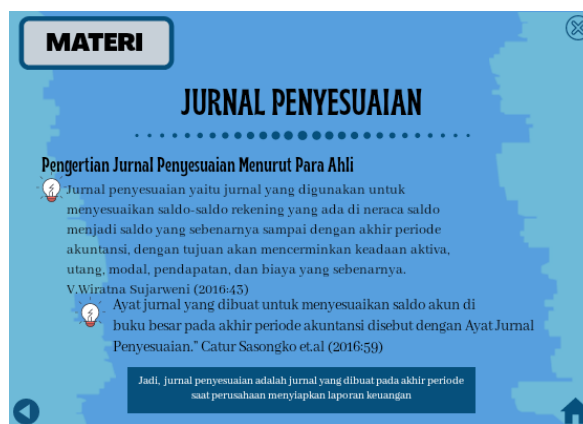 MATERI
JURNAL PENYESUAIAN
Pengertian Jurnal Penyesuaian Menurut Para Ahli
Jurnal penyesuaian yaitu jurnal yang digunakan untuk
menyesuaikan saldo-saldo rekening yang ada di neraca saldo
menjadi saldo yang sebenarnya sampai dengan akhir periode
akuntansi, dengan tujuan akan mencerminkan keadaan aktiva,
utang, modal, pendapatan, dan biaya yang sebenarnya.
V.Wiratna Sujarweni (2016:43)
Ayat jurnal yang dibuat untuk menyesuaikan saldo akun di
buku besar pada akhir periode akuntansi disebut dengan Ayat Jurnal
Penyesuaian.” Catur Sasongko et.al (2016:59)
Jadi, jurnal penyesuaian adalah jurnal yang dibuat pada akhir periode
saat perusahaan menyiapkan laporan keuangan